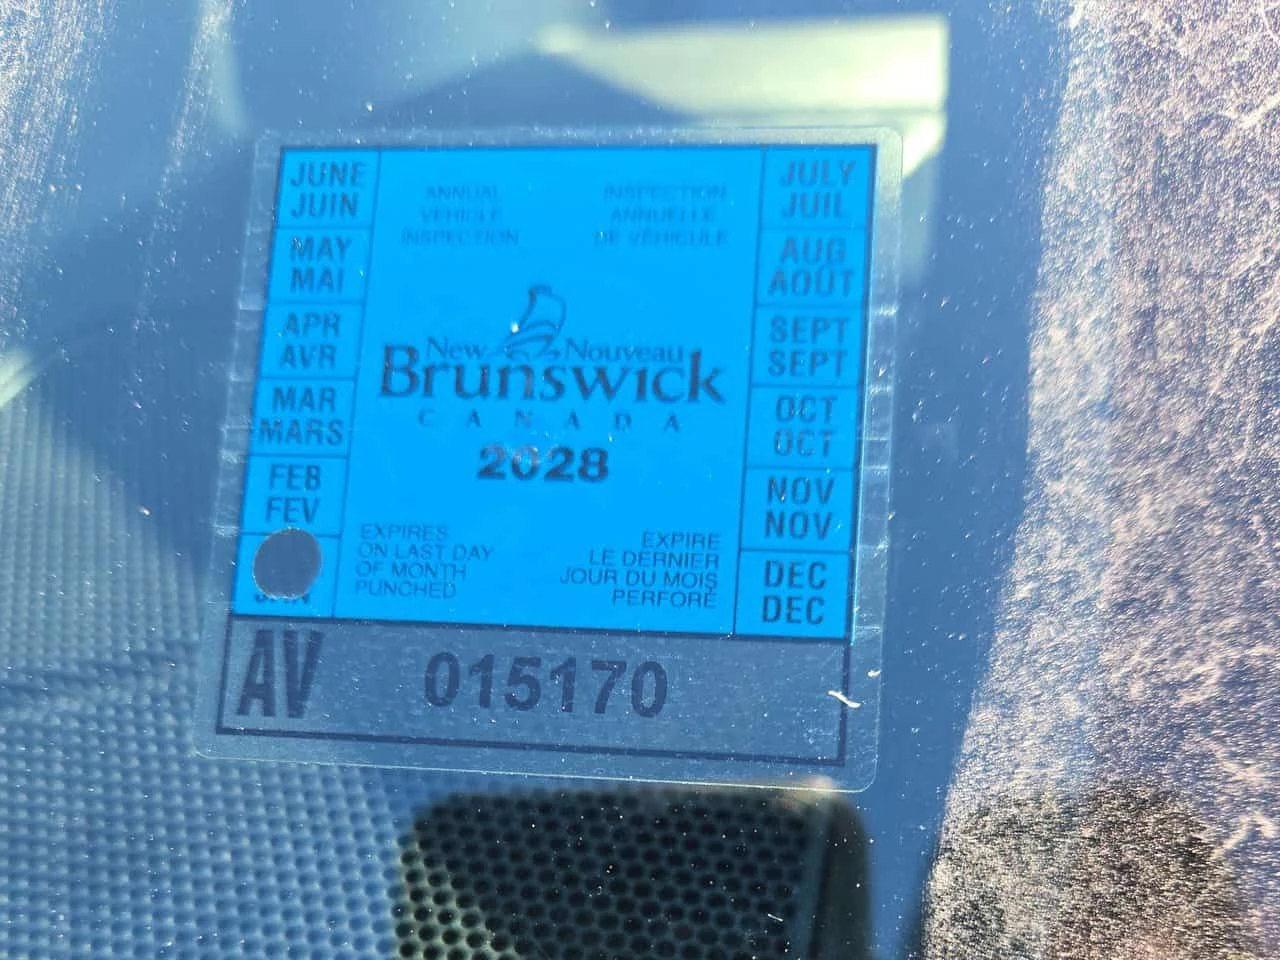 JUNE
JUIN
MAY
MAI
APR
AVR
MAR
MARS
FEB
FEV
JAN
ANNUAL
VEHICLE
INSPECTION
INSPECTION
ANNUELLE
DE VÉHICULE
New Nouveau
Brunswick
CANADA
2028
EXPIRES
ON LAST DAY
OF MONTH
PUNCHED
EXPIRE
LE DERNIER
JOUR DU MOIS
PERFORÉ
JULY
JUIL
AUG
AOÛT
SEPT
SEPT
OCT
OCT
NOV
NOV
DEC
DEC
AV 015170